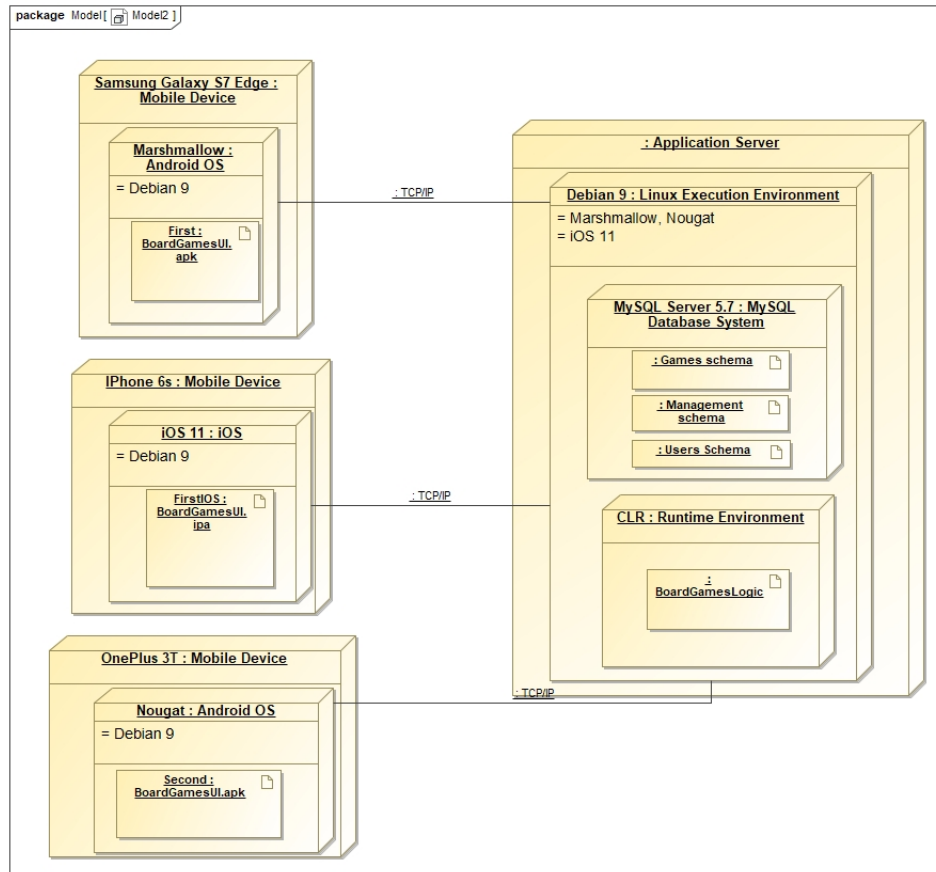 package Model[ Model2 ]
Samsung Galaxy S7 Edge :
Mobile Device
Marshmallow :
Android OS
= Debian 9
First :
BoardGamesUI.
apk
: TCP/IP
IPhone 6s : Mobile Device
iOS 11 : iOS
= Debian 9
FirstIOS :
BoardGamesUI.
ipa
: TCP/IP
OnePlus 3T : Mobile Device
Nougat : Android OS
= Debian 9
Second :
BoardGamesUI.apk
: TCP/IP
: Application Server
Debian 9 : Linux Execution Environment
= Marshmallow, Nougat
= iOS 11
MySQL Server 5.7 : MySQL
Database System
: Games schema
: Management
schema
: Users Schema
CLR : Runtime Environment
:
BoardGamesLogic